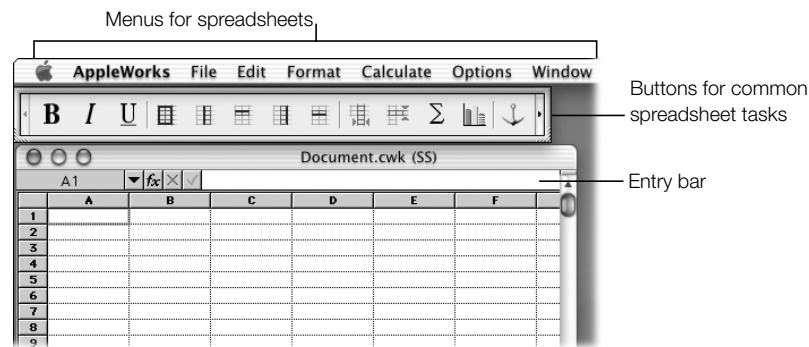 Menus for spreadsheets
AppleWorks File Edit Format Calculate Options Window
Buttons for common
spreadsheet tasks
B I U Σ
Document.cwk (SS)
A1 fx
Entry bar
A B C D E F
1
2
3
4
5
6
7
8
9